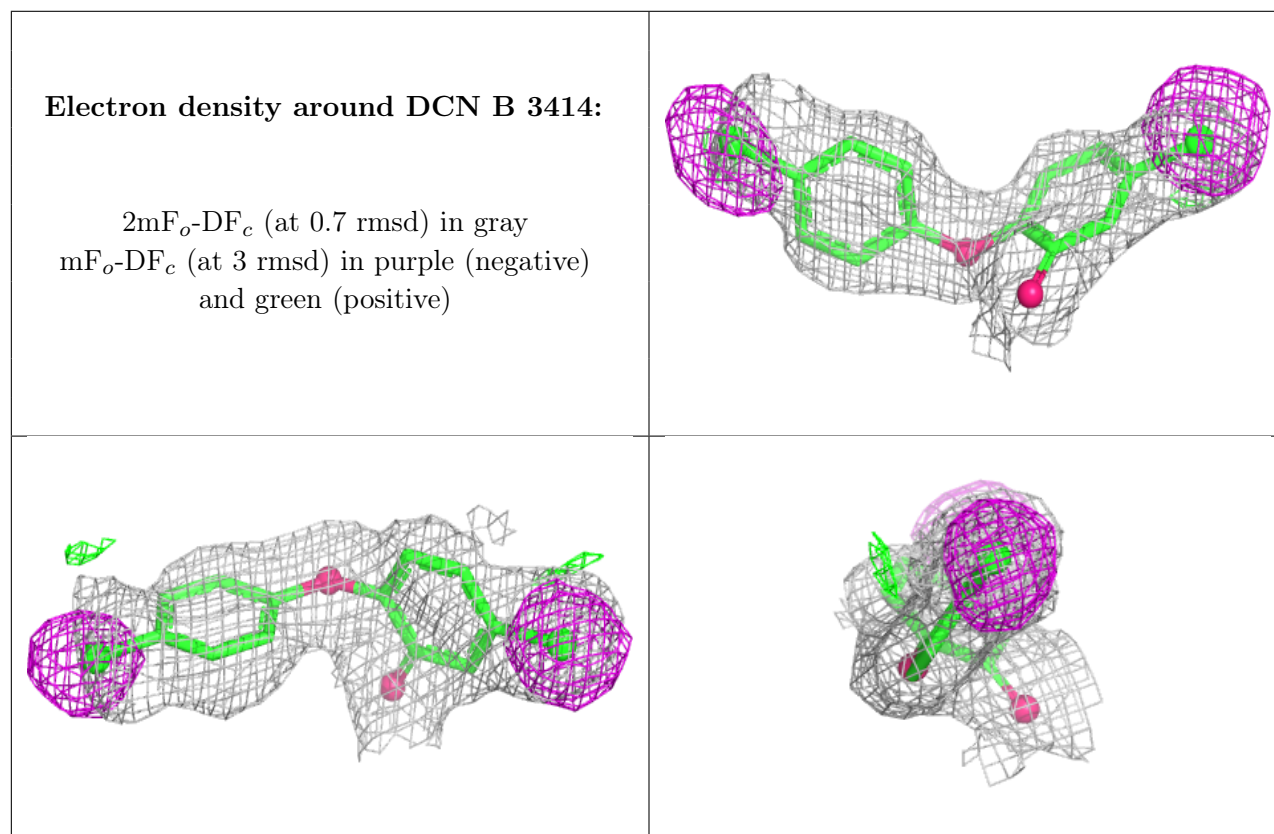 Electron density around DCN B 3414:
2mFo-DFc (at 0.7 rmsd) in gray
mFo-DFc (at 3 rmsd) in purple (negative)
and green (positive)